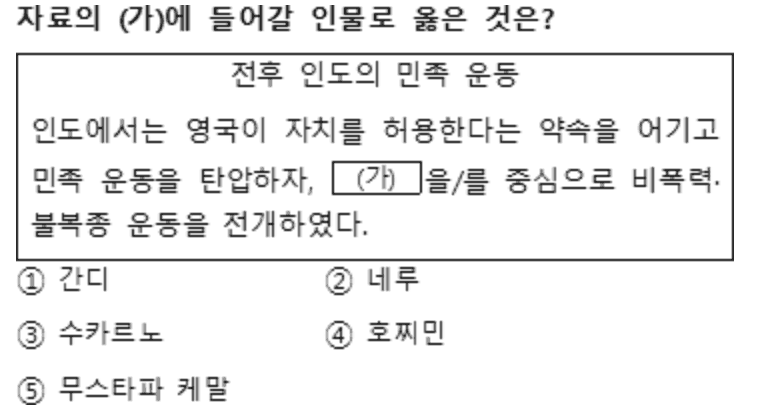 자료의 (가)에 들어갈 인물로 옳은 것은?
전후 인도의 민족 운동
인도에서는 영국이 자치를 허용한다는 약속을 어기고
민족 운동을 탄압하자, (가) 을/를 중심으로 비폭력·
불복종 운동을 전개하였다.
① 간디 ② 네루
③ 수카르노 ④ 호찌민
⑤ 무스타파 케말